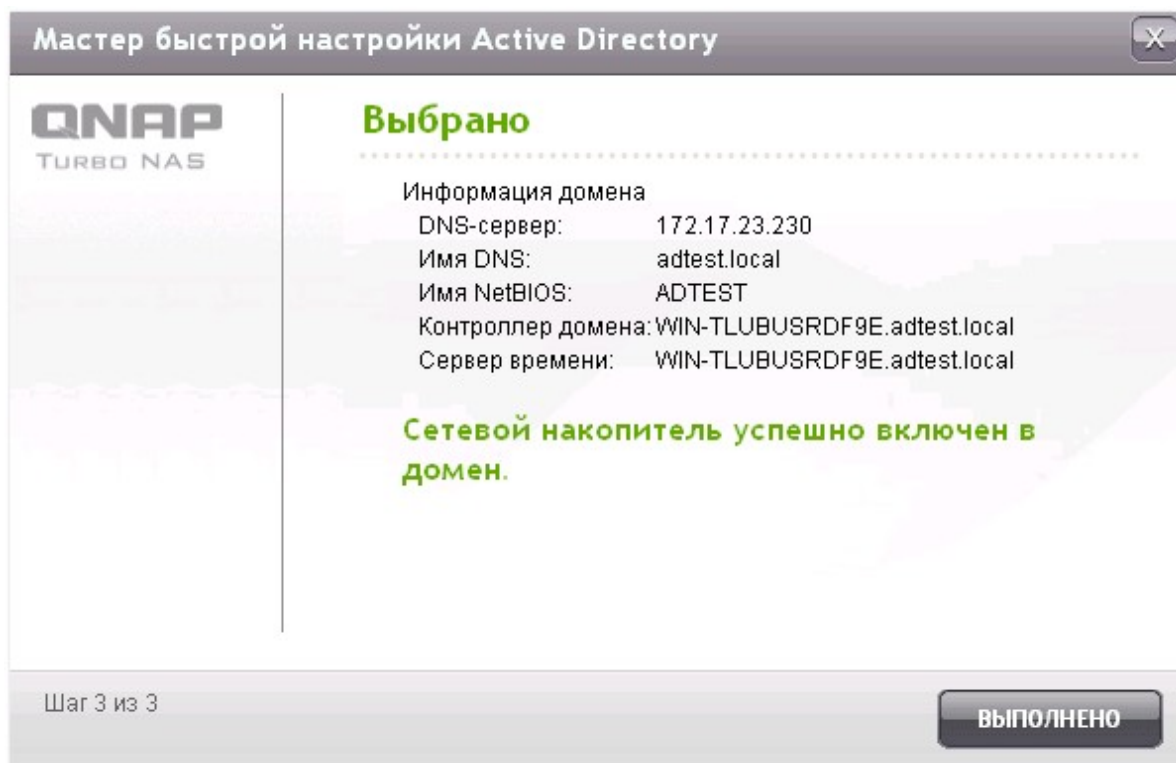 Мастер быстрой настройки Active Directory
X
QNAP
TURBO NAS
Выбрано
Информация домена
DNS-сервер: 172.17.23.230
Имя DNS: adtest.local
Имя NetBIOS: ADTEST
Контроллер домена: WIN-TLUBUSRDF9E.adtest.local
Сервер времени: WIN-TLUBUSRDF9E.adtest.local
Сетевой накопитель успешно включен в
домен.
Шаг 3 из 3
ВЫПОЛНЕНО